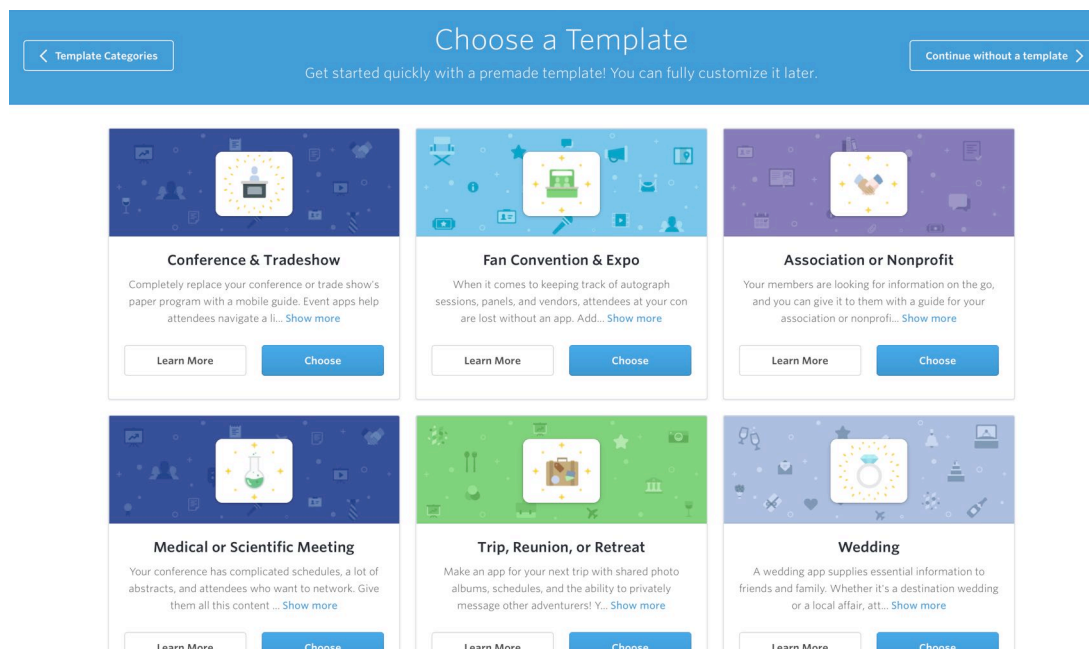 Template Categories
Choose a Template
Continue without a template
Get started quickly with a premade template! You can fully customize it later.
Conference & Tradeshow
Completely replace your conference or trade show's
paper program with a mobile guide. Event apps help
attendees navigate a li... Show more
Learn More
Choose
Fan Convention & Expo
When it comes to keeping track of autograph
sessions, panels, and vendors, attendees at your con
are lost without an app. Add... Show more
Learn More
Choose
Association or Nonprofit
Your members are looking for information on the go,
and you can give it to them with a guide for your
association or nonprofi... Show more
Learn More
Choose
Medical or Scientific Meeting
Your conference has complicated schedules, a lot of
abstracts, and attendees who want to network. Give
them all this content ... Show more
Learn More
Choose
Trip, Reunion, or Retreat
Make an app for your next trip with shared photo
albums, schedules, and the ability to privately
message other adventurers! Y... Show more
Learn More
Choose
Wedding
A wedding app supplies essential information to
friends and family. Whether it's a destination wedding
or a local affair, att... Show more
Learn More
Choose